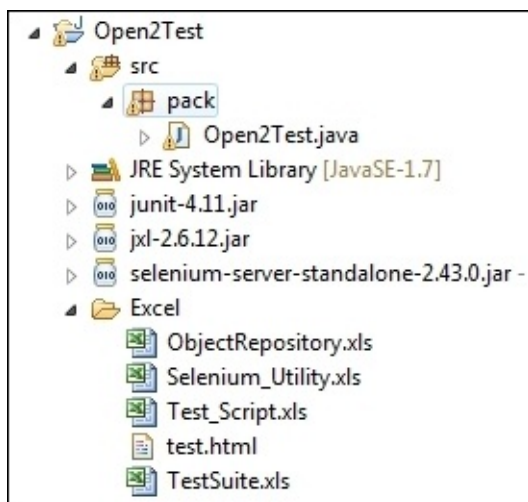 Open2Test
src
pack
Open2Test.java
JRE System Library [JavaSE-1.7]
junit-4.11.jar
jxl-2.6.12.jar
selenium-server-standalone-2.43.0.jar -
Excel
ObjectRepository.xls
Selenium_Utility.xls
Test_Script.xls
test.html
TestSuite.xls